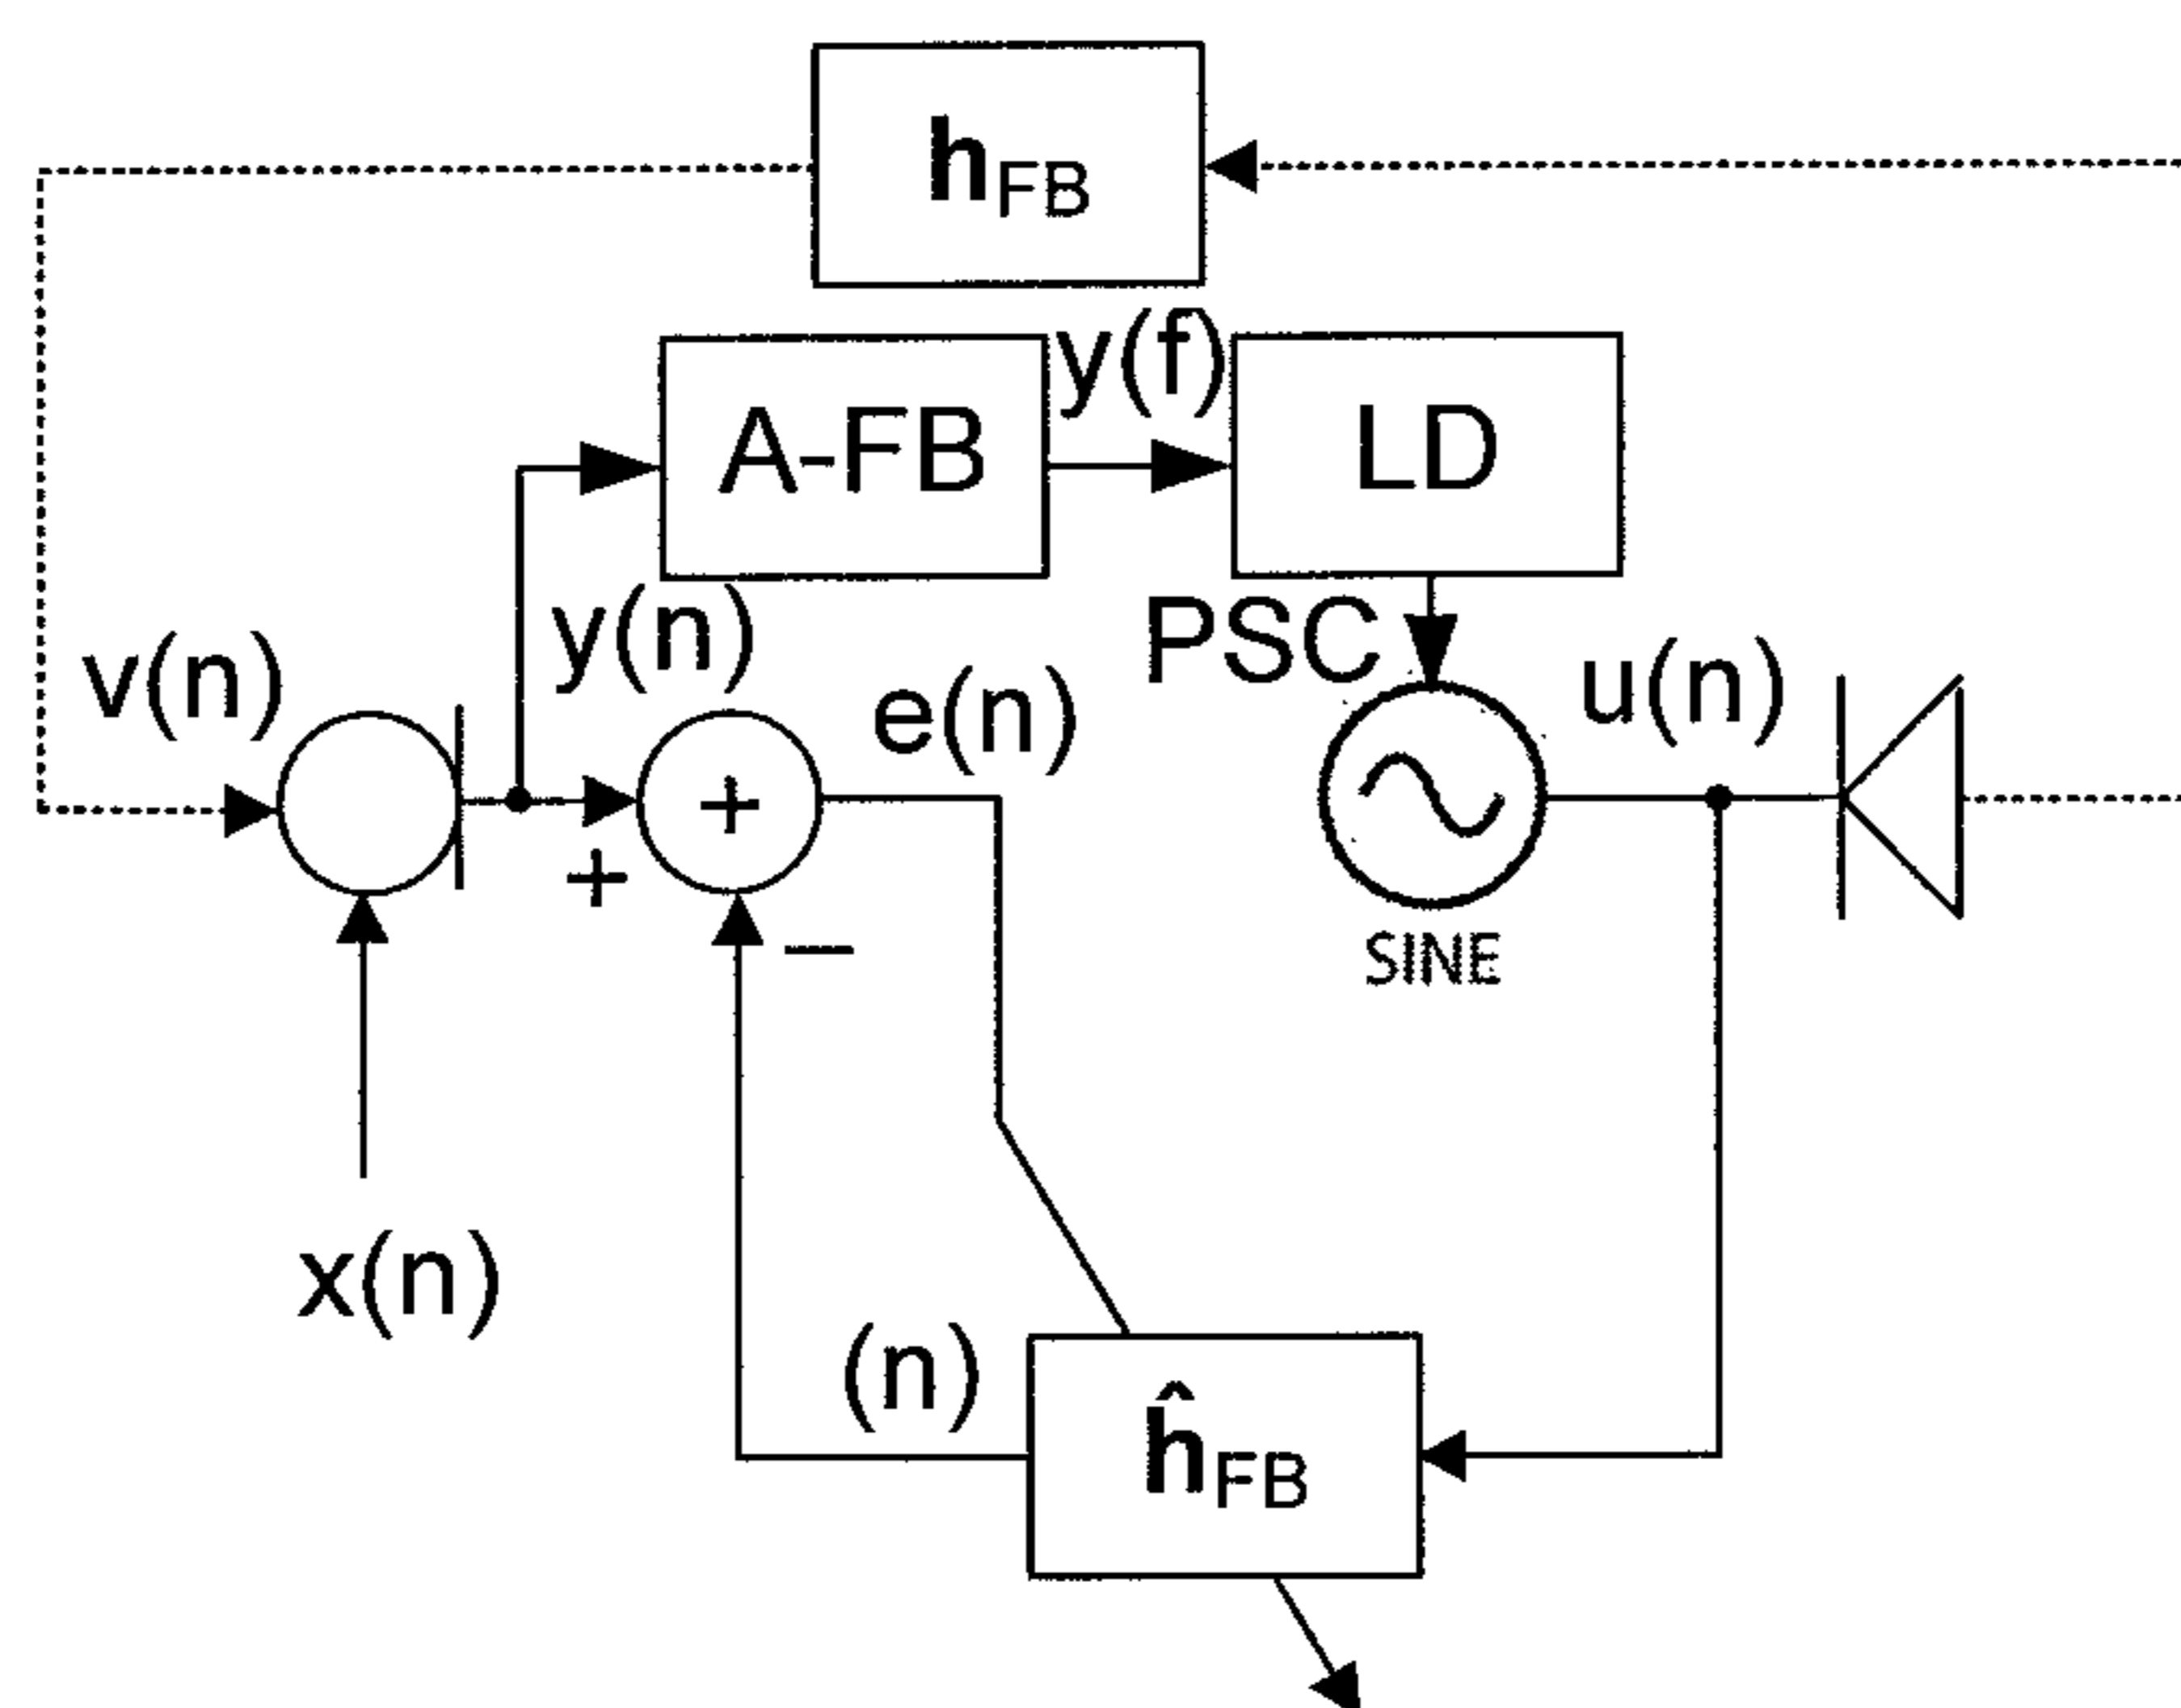 hFB
y(f)
A-FB
LD
y(n)
PSC
v(n)
e(n)
u(n)
+
+
−
SINE
x(n)
(n)
ĥFB